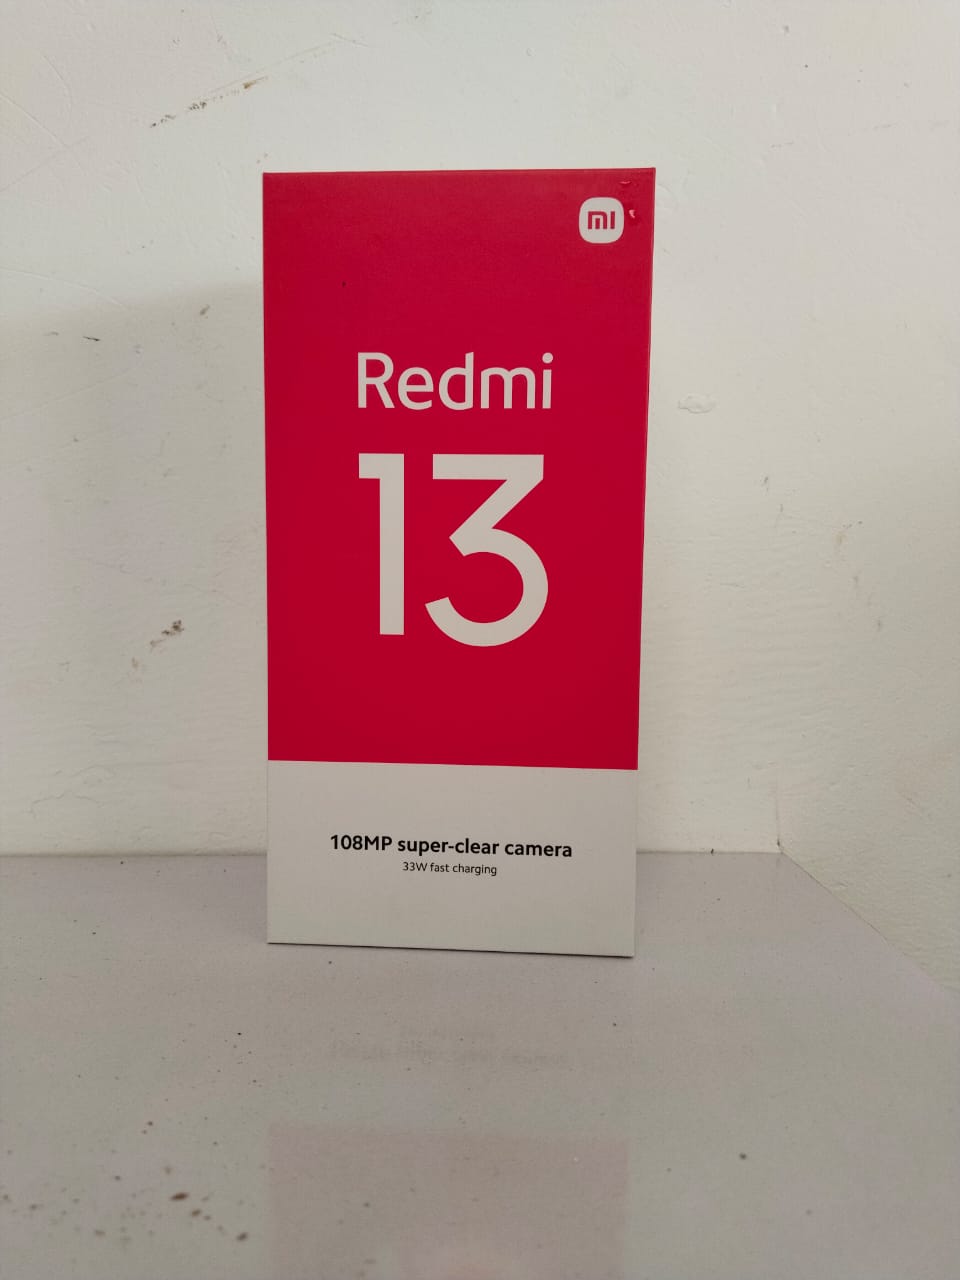 mi
Redmi
13
108MP super-clear camera
33W fast charging